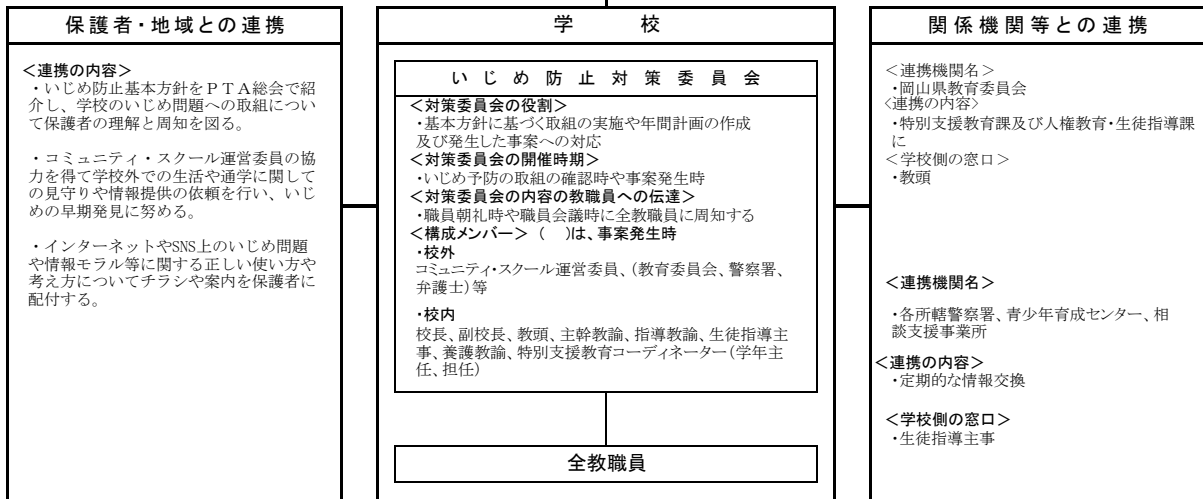 保護者・地域との連携
＜連携の内容＞
・いじめ防止基本方針をＰＴＡ総会で紹
介し、学校のいじめ問題への取組につい
て保護者の理解と周知を図る。
・コミュニティ・スクール運営委員の協
力を得て学校外での生活や通学に関して
の見守りや情報提供の依頼を行い、いじ
めの早期発見に努める。
・インターネットやSNS上のいじめ問題
や情報モラル等に関する正しい使い方や
考え方についてチラシや案内を保護者に
配付する。
学　校
いじめ防止対策委員会
＜対策委員会の役割＞
・基本方針に基づく取組の実施や年間計画の作成
及び発生した事案への対応
＜対策委員会の開催時期＞
・いじめ予防の取組の確認時や事案発生時
＜対策委員会の内容の教職員への伝達＞
・職員朝礼時や職員会議時に全教職員に周知する
＜構成メンバー＞（　）は、事案発生時
・校外
コミュニティ・スクール運営委員、（教育委員会、警察署、
弁護士）等
・校内
校長、副校長、教頭、主幹教諭、指導教諭、生徒指導主
事、養護教諭、特別支援教育コーディネーター（学年主
任、担任）
全教職員
関係機関等との連携
＜連携機関名＞
・岡山県教育委員会
＜連携の内容＞
・特別支援教育課及び人権教育・生徒指導課
に
＜学校側の窓口＞
・教頭
＜連携機関名＞
・各所轄警察署、青少年育成センター、相
談支援事業所
＜連携の内容＞
・定期的な情報交換
＜学校側の窓口＞
・生徒指導主事